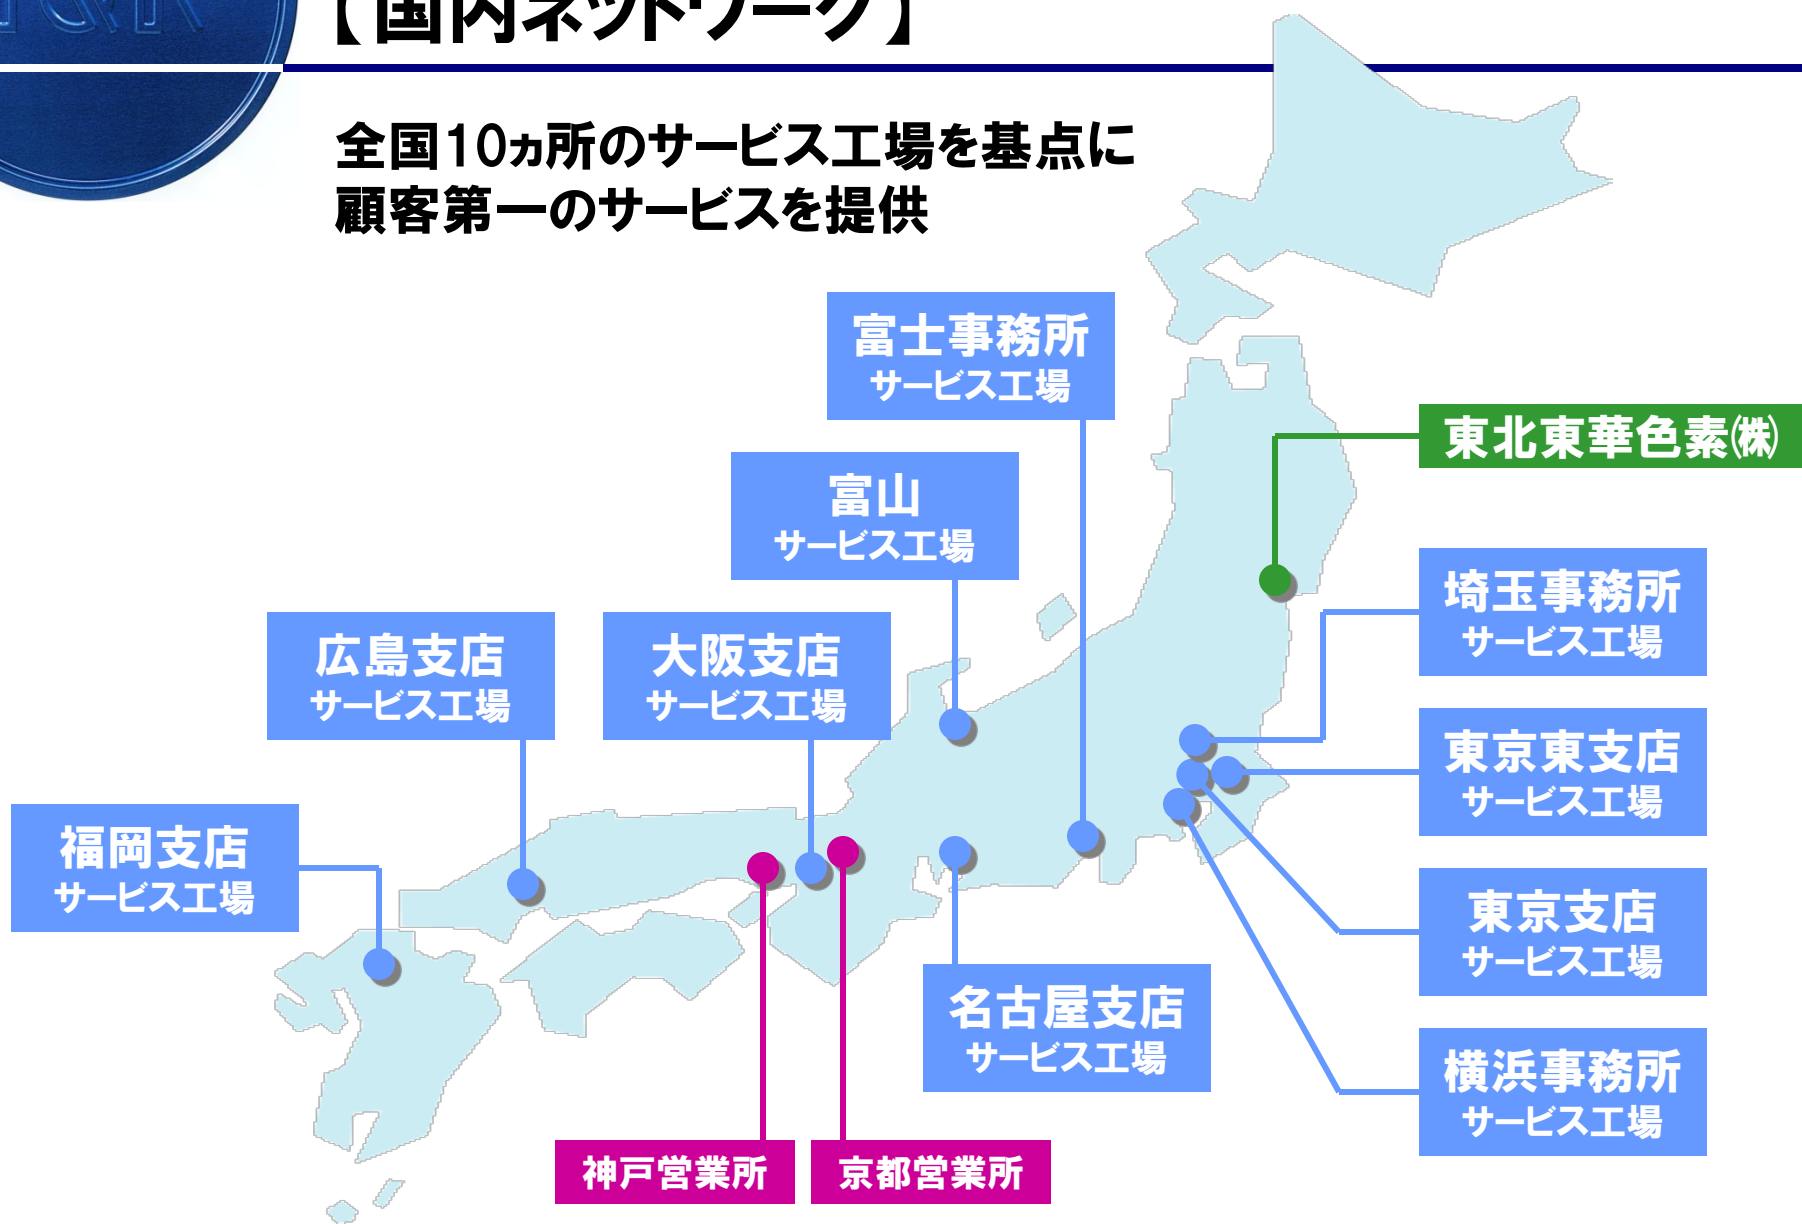 【国内ネットワーク】
全国10ヵ所のサービス工場を基点に
顧客第一のサービスを提供
富士事務所
サービス工場
東北東華色素㈱
富山
サービス工場
埼玉事務所
サービス工場
広島支店
サービス工場
大阪支店
サービス工場
東京東支店
サービス工場
福岡支店
サービス工場
東京支店
サービス工場
名古屋支店
サービス工場
横浜事務所
サービス工場
神戸営業所
京都営業所